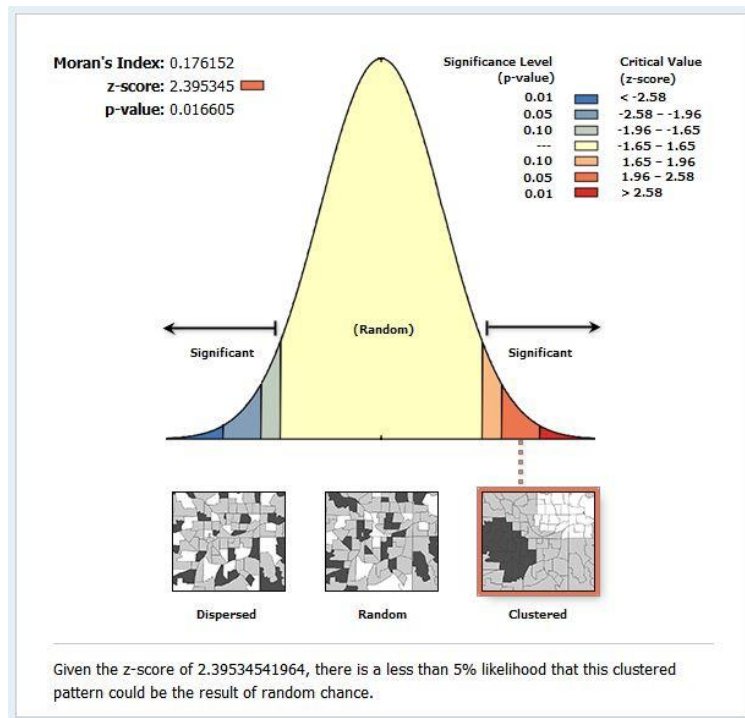 Moran's Index: 0.176152
z-score: 2.395345
p-value: 0.016605
Significance Level Critical Value
(p-value) (z-score)
0.01 < -2.58
0.05 -2.58 – -1.96
0.10 -1.96 – -1.65
--- -1.65 – 1.65
0.10 1.65 – 1.96
0.05 1.96 – 2.58
0.01 > 2.58
Significant (Random) Significant
Dispersed Random Clustered
Given the z-score of 2.39534541964, there is a less than 5% likelihood that this clustered
pattern could be the result of random chance.